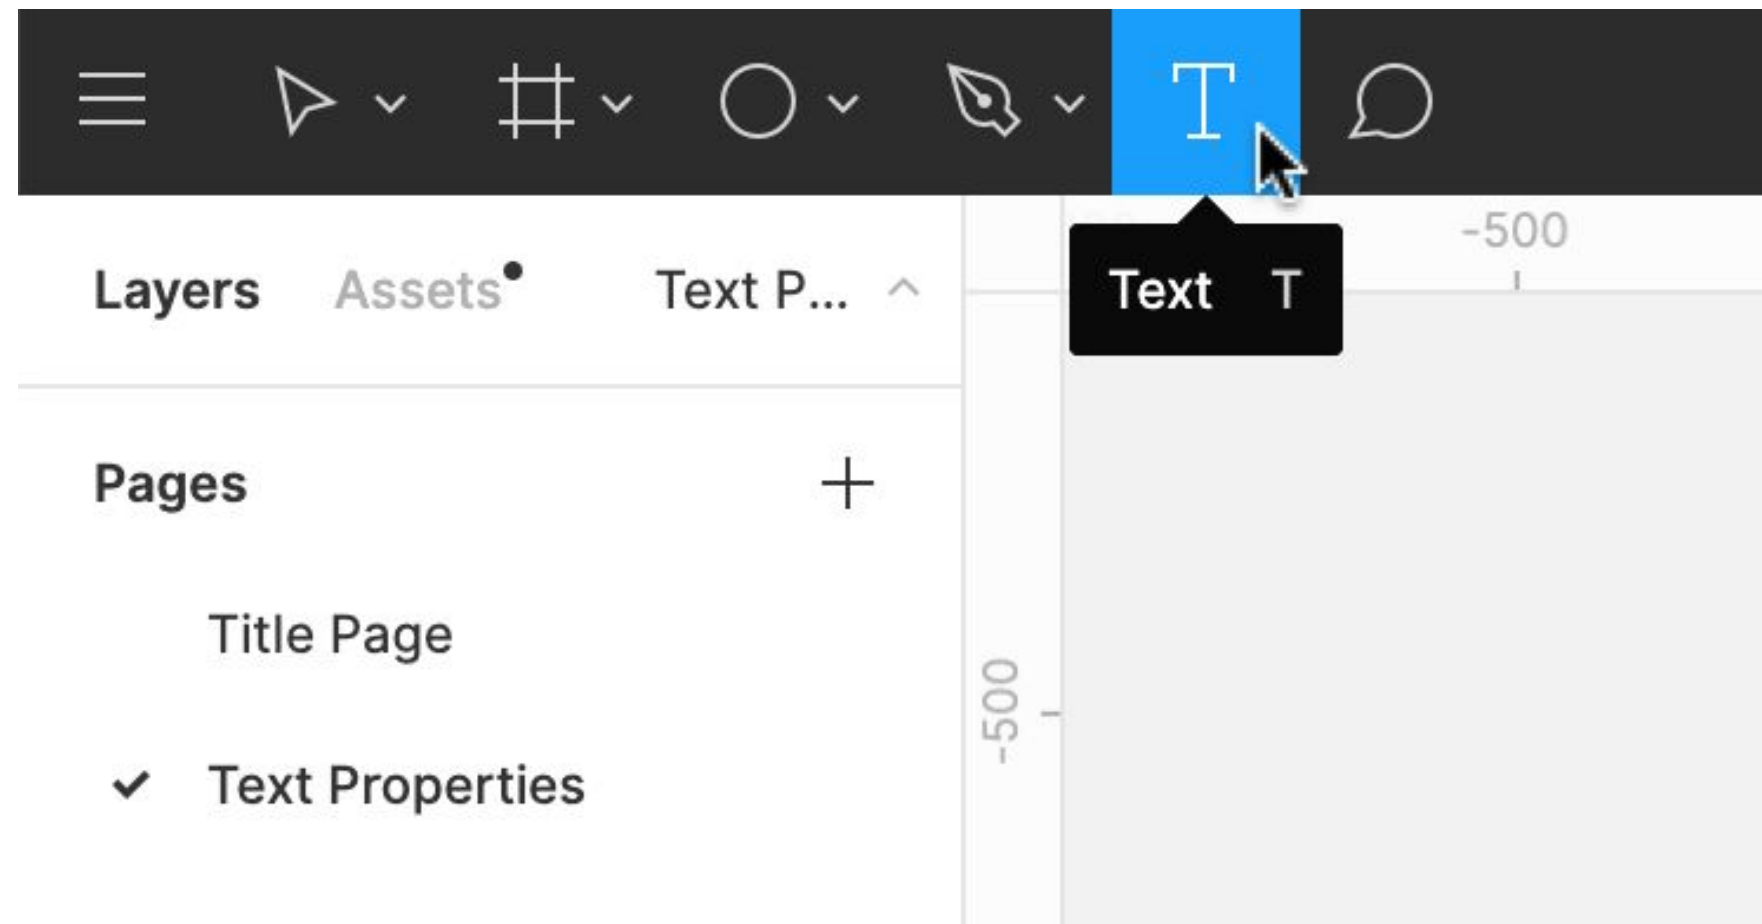 -500
Layers Assets Text P... Text T
Pages
Title Page
-500
Text Properties